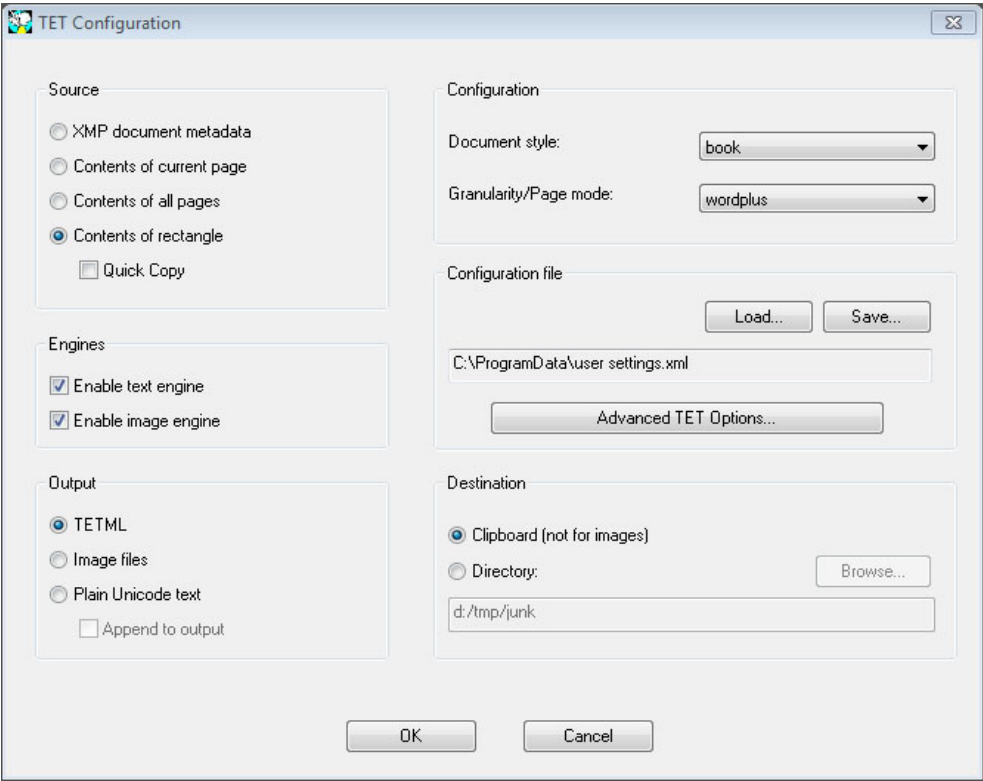 TET Configuration
Source
XMP document metadata
Contents of current page
Contents of all pages
Contents of rectangle
Quick Copy
Engines
Enable text engine
Enable image engine
Output
TETML
Image files
Plain Unicode text
Append to output
Configuration
Document style: book
Granularity/Page mode: wordplus
Configuration file
Load... Save...
C:\ProgramData\user settings.xml
Advanced TET Options...
Destination
Clipboard (not for images)
Directory: Browse...
d:/tmp/junk
OK Cancel